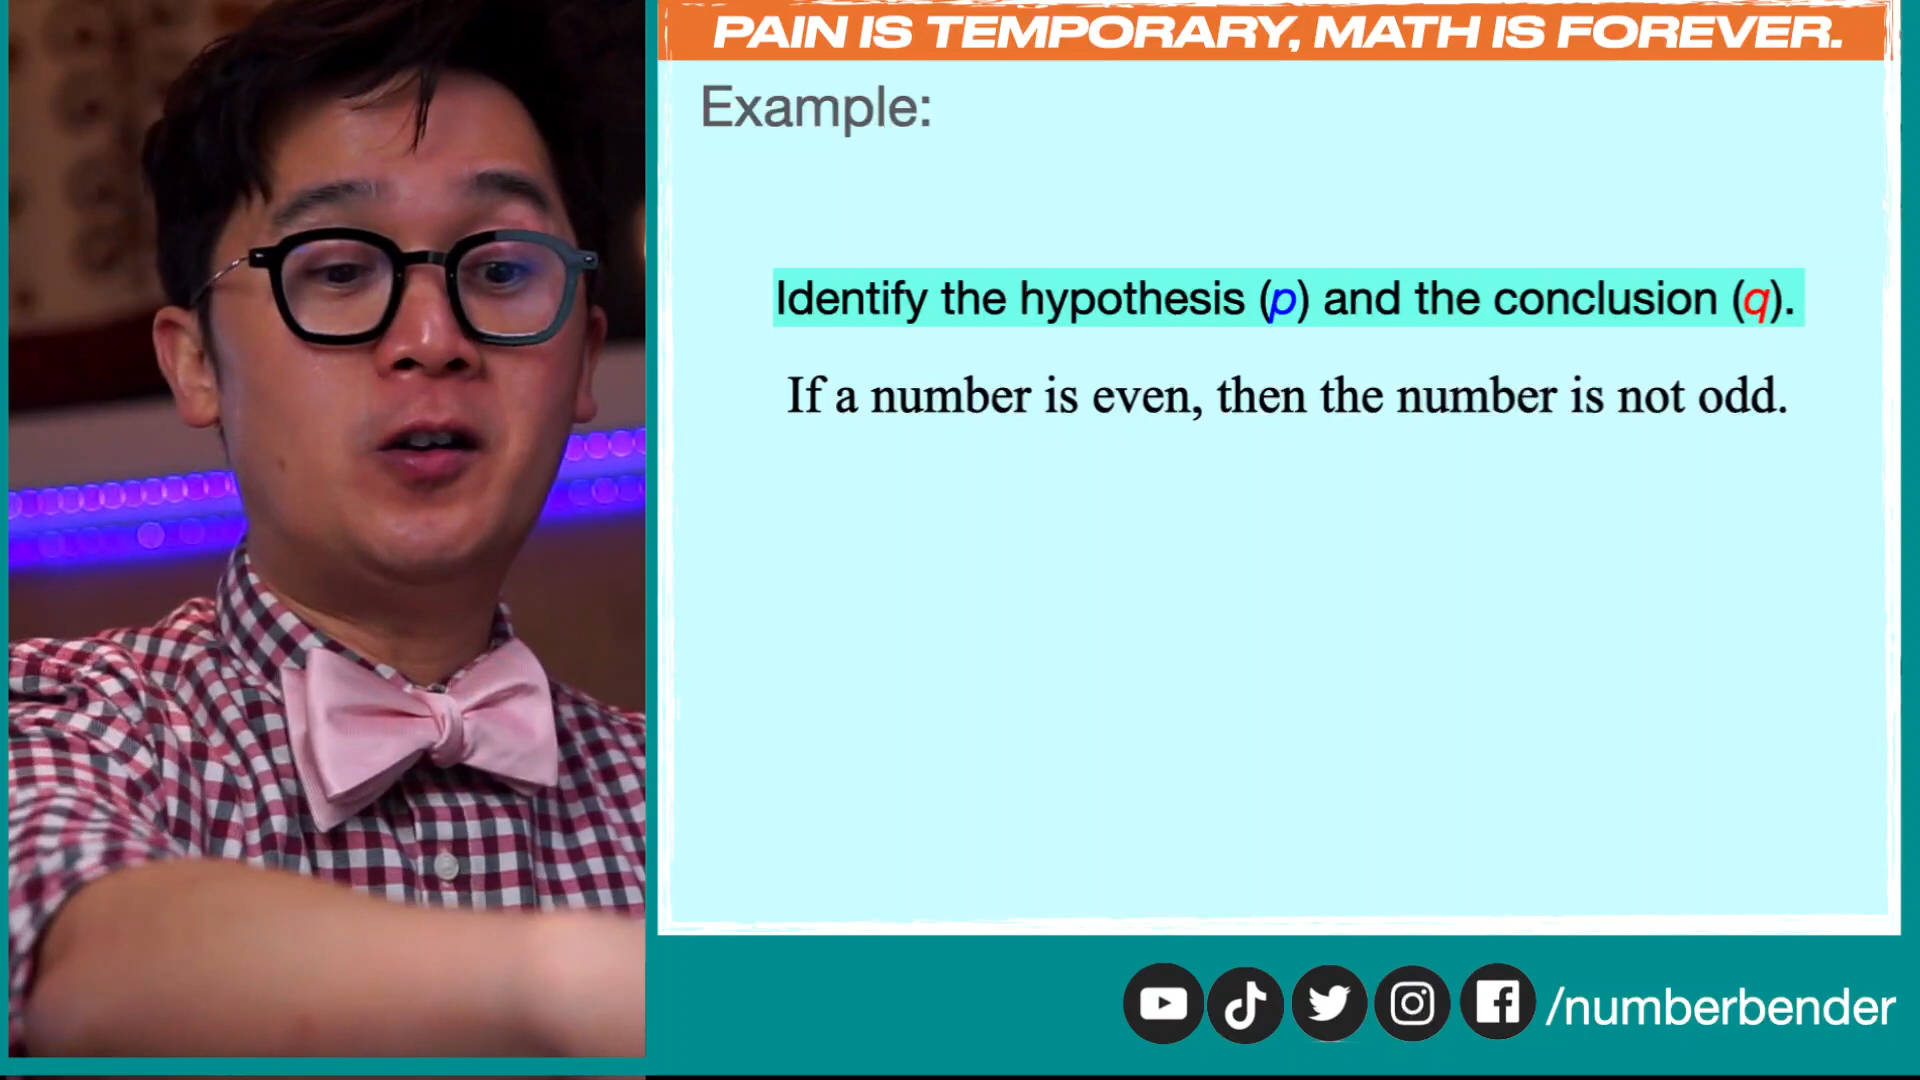 PAIN IS TEMPORARY, MATH IS FOREVER.
Example:
Identify the hypothesis (p) and the conclusion (q).
If a number is even, then the number is not odd.
/numberbender